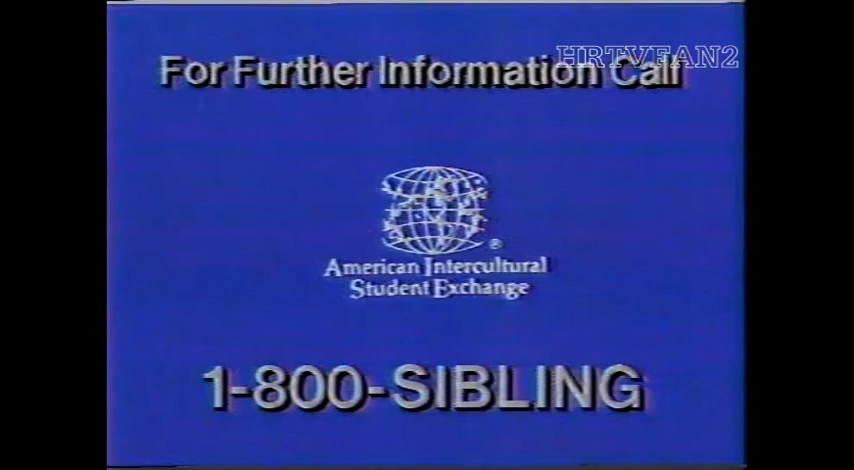 HRTVFAN2
For Further Information Call
®
American Intercultural
Student Exchange
1-800-SIBLING